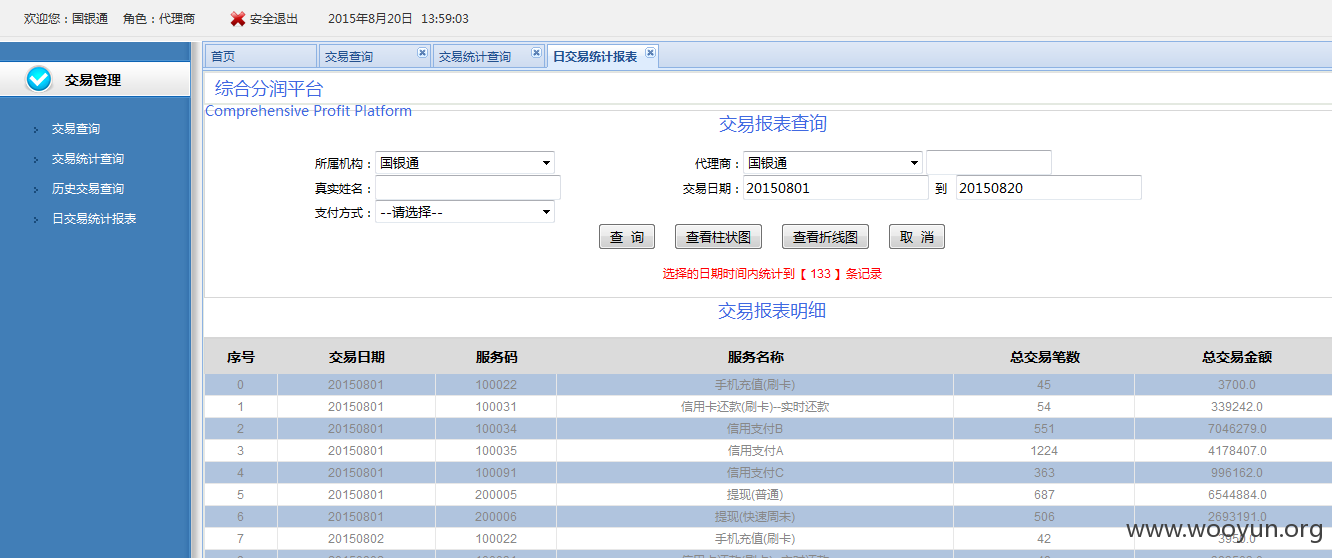 欢迎您：国银通 角色：代理商 安全退出 2015年8月20日 13:59:03
首页 交易查询 交易统计查询 日交易统计报表
交易管理
交易查询
交易统计查询
历史交易查询
日交易统计报表
综合分润平台
Comprehensive Profit Platform
交易报表查询
所属机构： 国银通 代理商： 国银通
真实姓名： 交易日期： 20150801 到 20150820
支付方式： --请选择--
查 询 查看柱状图 查看折线图 取 消
选择的日期时间内统计到【 133 】条记录
交易报表明细
序号 交易日期 服务码 服务名称 总交易笔数 总交易金额
0 20150801 100022 手机充值(刷卡) 45 3700.0
1 20150801 100031 信用卡还款(刷卡)--实时还款 54 339242.0
2 20150801 100034 信用支付B 551 7046279.0
3 20150801 100035 信用支付A 1224 4178407.0
4 20150801 100091 信用支付C 363 996162.0
5 20150801 200005 提现(普通) 687 6544884.0
6 20150801 200006 提现(快速周未) 506 2693191.0
7 20150802 100022 手机充值(刷卡) 42 3950.0
www.wooyun.org